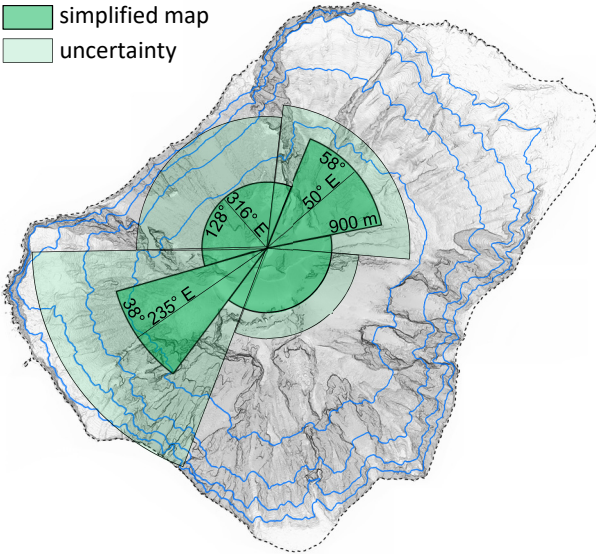 simplified map
uncertainty
58°
50° E
316° E
128°
900 m
38°
235° E